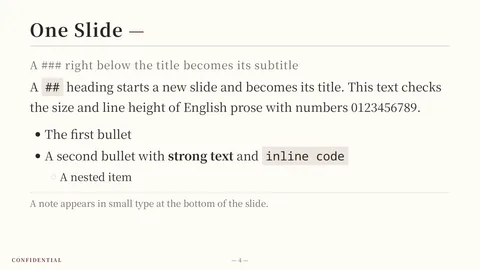 One Slide —
A ### right below the title becomes its subtitle
A ## heading starts a new slide and becomes its title. This text checks
the size and line height of English prose with numbers 0123456789.
• The first bullet
• A second bullet with strong text and inline code
◦ A nested item
A note appears in small type at the bottom of the slide.
CONFIDENTIAL
— 4 —